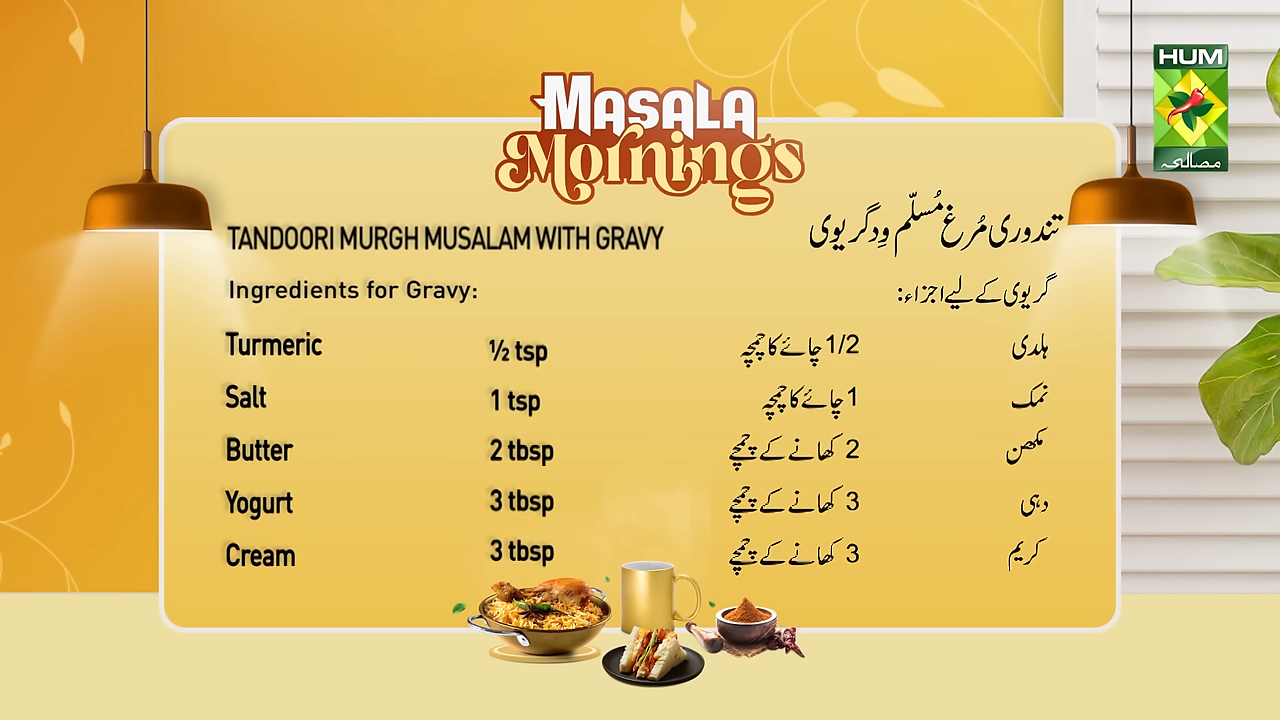 HUM
مصالحہ
MASALA
Mornings
TANDOORI MURGH MUSALAM WITH GRAVY تندوری مُرغ مُسلّم وِد گریوی
Ingredients for Gravy: گریوی کے لیے اجزاء:
Turmeric ½ tsp 1/2 چائے کا چمچہ ہلدی
Salt 1 tsp 1 چائے کا چمچہ نمک
Butter 2 tbsp 2 کھانے کے چمچے مکھن
Yogurt 3 tbsp 3 کھانے کے چمچے دہی
Cream 3 tbsp 3 کھانے کے چمچے کریم